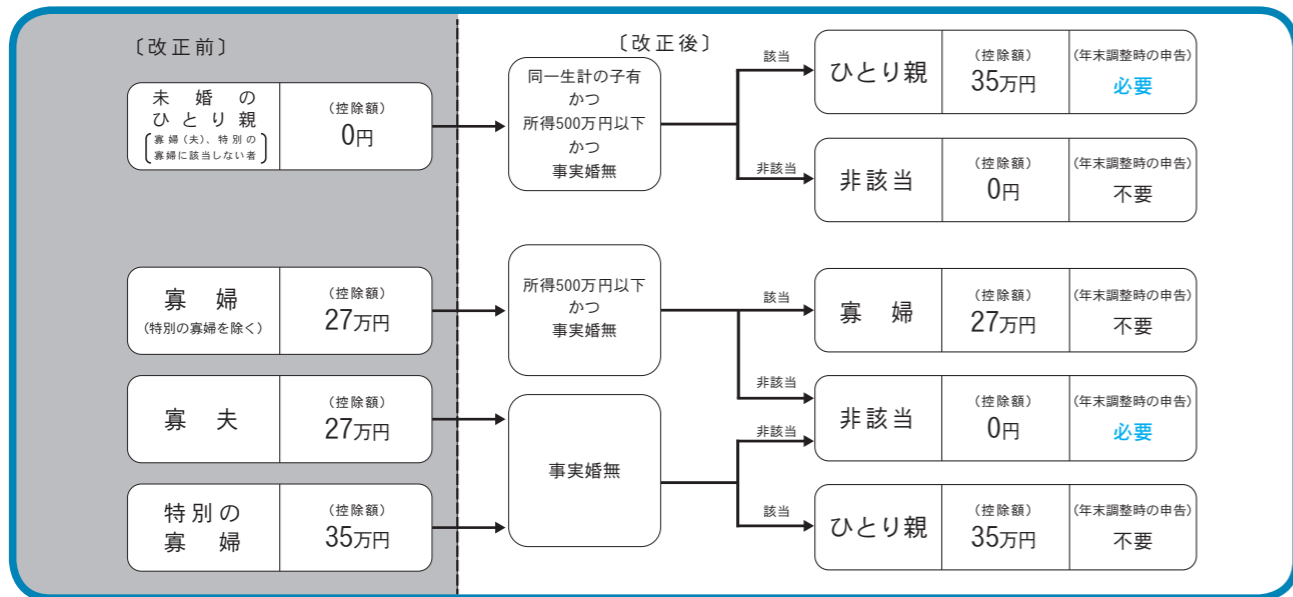 〔改正前〕
未婚の
ひとり親
寡婦(夫)、特別の
寡婦に該当しない者
(控除額)
0円
〔改正後〕
同一生計の子有
かつ
所得500万円以下
かつ
事実婚無
該当
ひとり親
(控除額)
35万円
(年末調整時の申告)
必要
非該当
非該当
(控除額)
0円
(年末調整時の申告)
不要
寡婦
(特別の寡婦を除く)
(控除額)
27万円
所得500万円以下
かつ
事実婚無
該当
寡婦
(控除額)
27万円
(年末調整時の申告)
不要
非該当
寡夫
(控除額)
27万円
事実婚無
非該当
非該当
(控除額)
0円
(年末調整時の申告)
必要
特別の
寡婦
(控除額)
35万円
該当
ひとり親
(控除額)
35万円
(年末調整時の申告)
不要